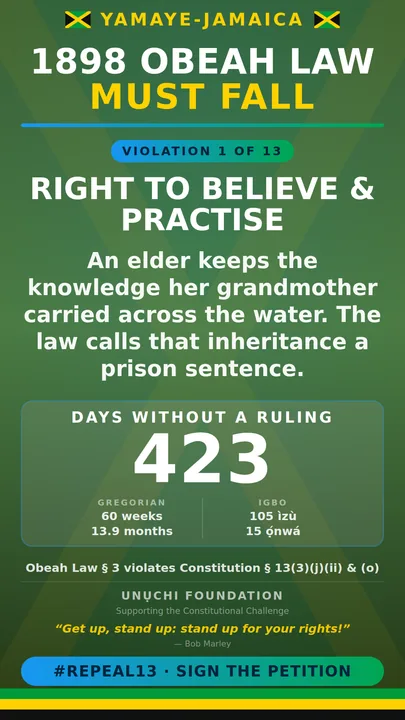 YAMAYE-JAMAICA
1898 OBEAH LAW
MUST FALL
VIOLATION 1 OF 13
RIGHT TO BELIEVE &
PRACTISE
An elder keeps the
knowledge her grandmother
carried across the water. The
law calls that inheritance a
prison sentence.
DAYS WITHOUT A RULING
423
GREGORIAN
60 weeks
13.9 months
IGBO
105 ìzù
15 ọ́nwá
Obeah Law § 3 violates Constitution § 13(3)(j)(ii) & (o)
UNỤCHI FOUNDATION
Supporting the Constitutional Challenge
“Get up, stand up: stand up for your rights!”
— Bob Marley
#REPEAL13 · SIGN THE PETITION